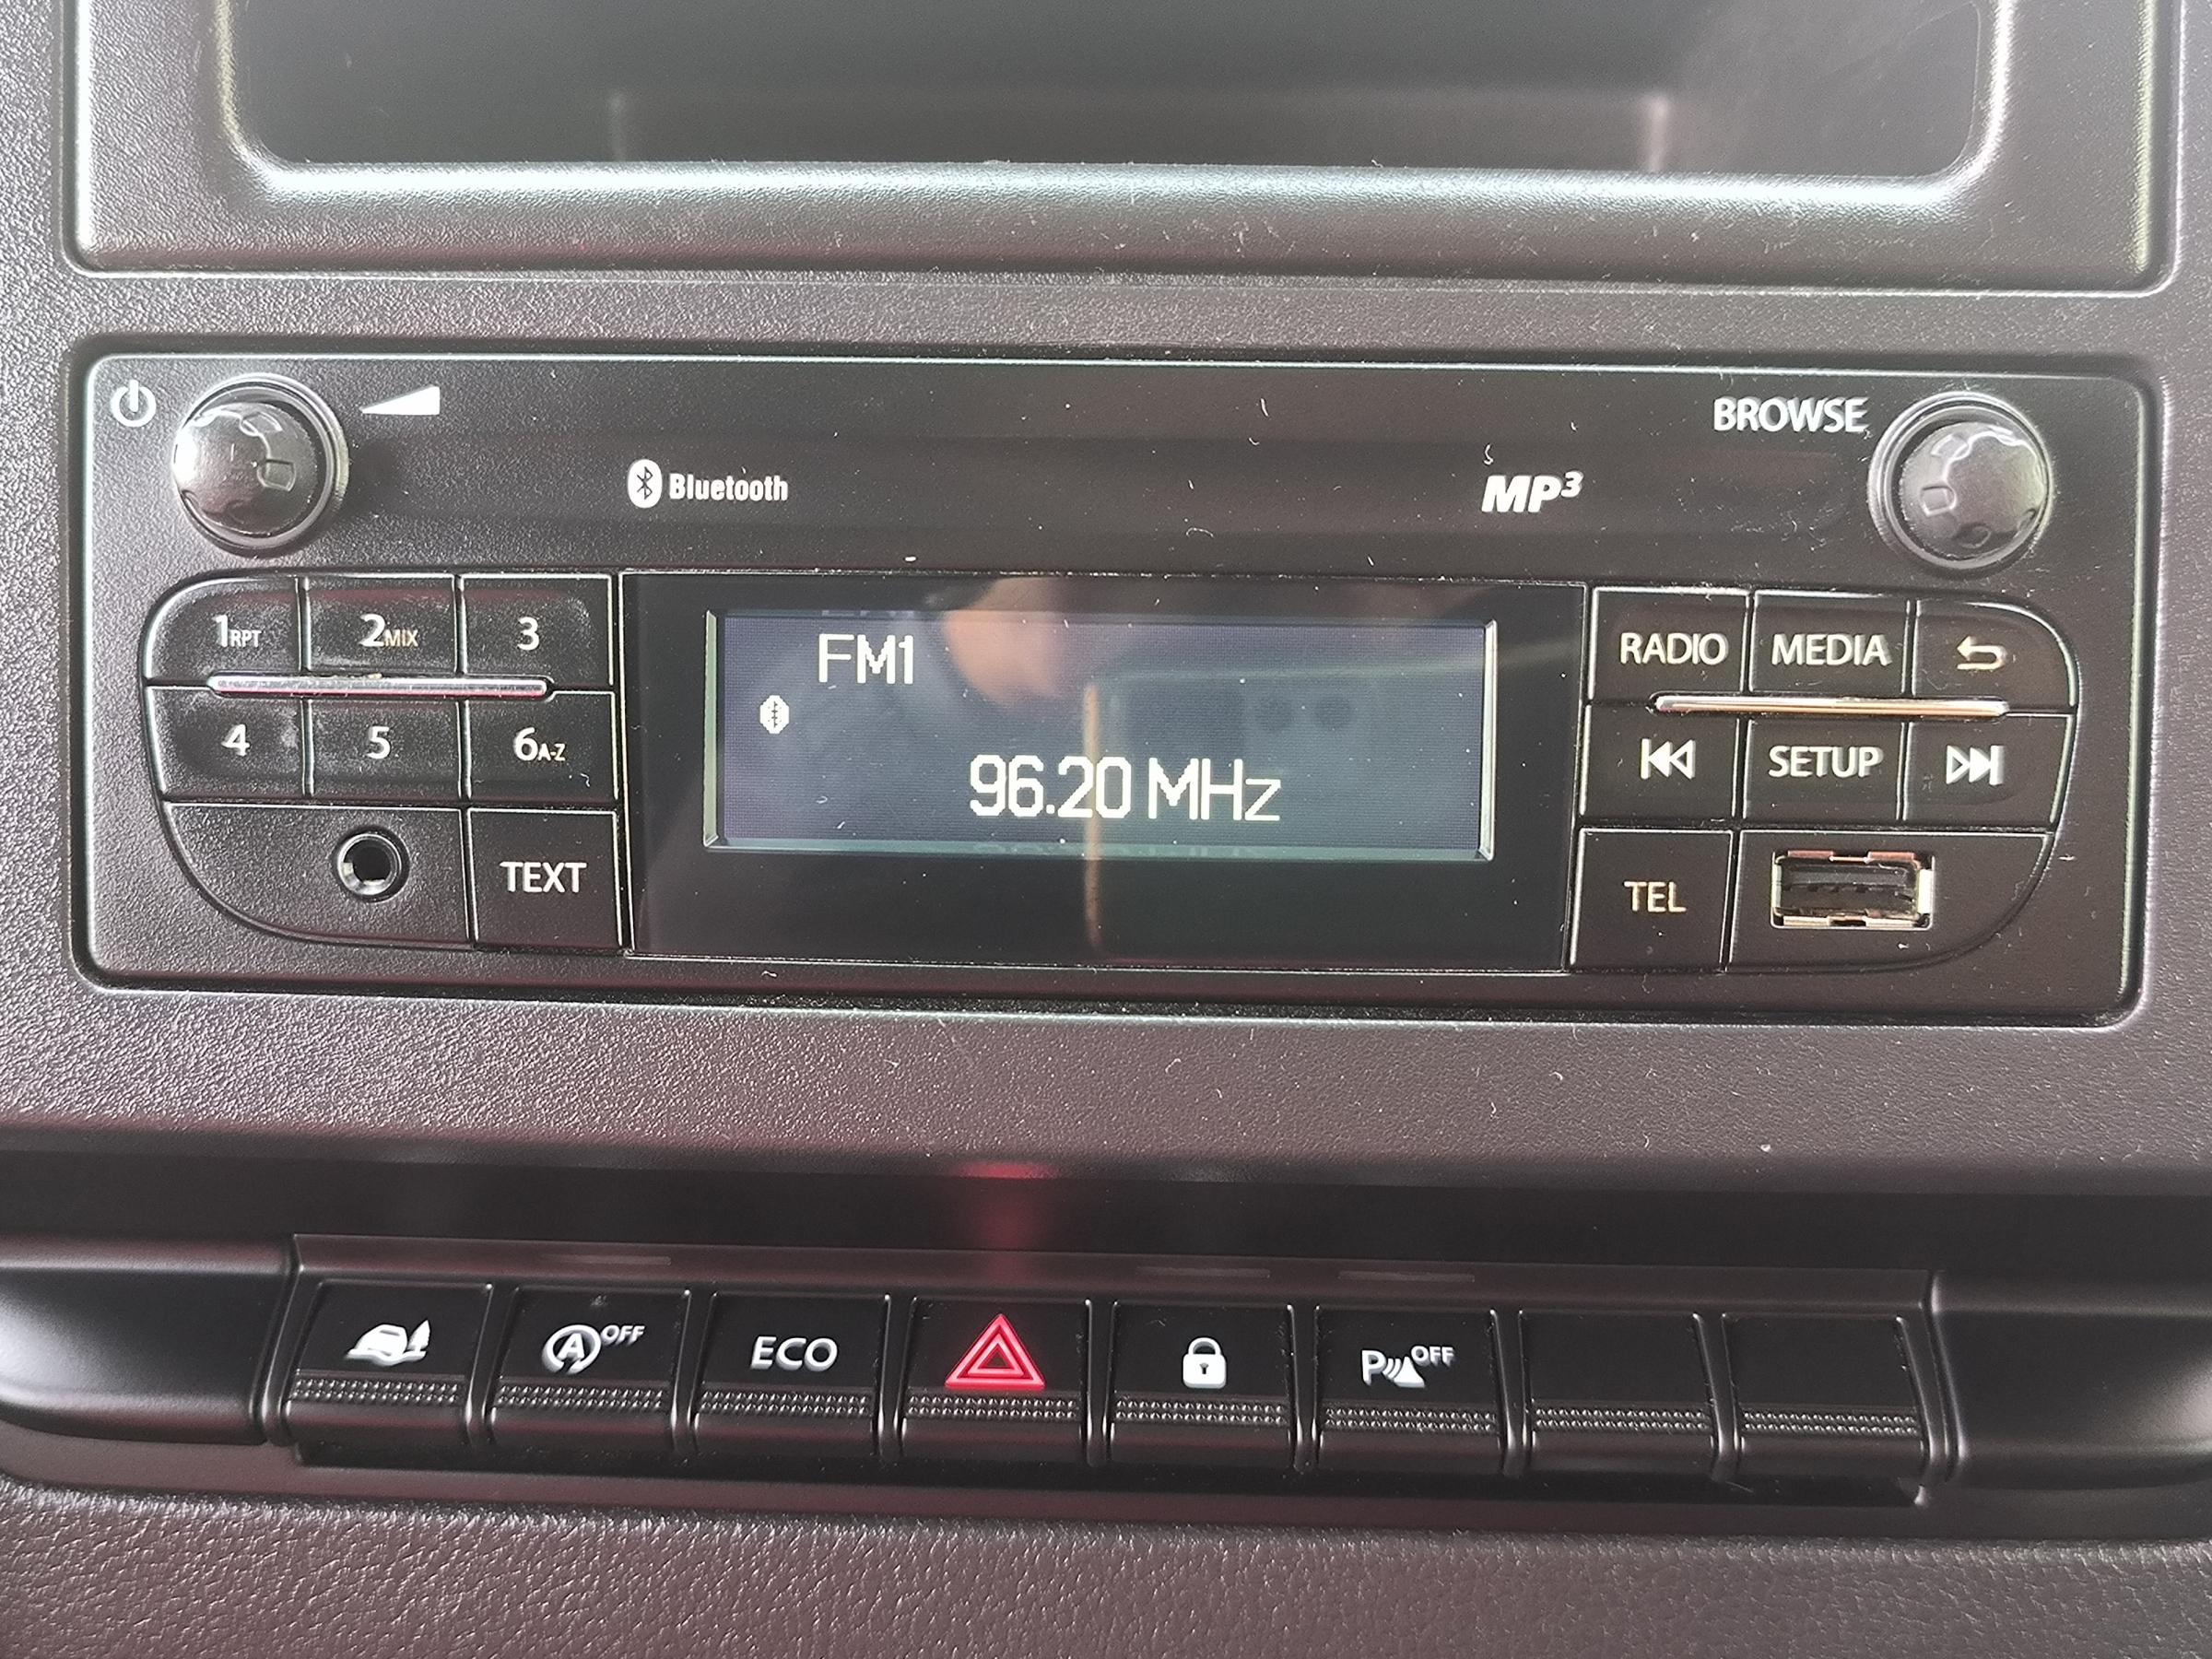 BROWSE
Bluetooth
MP3
1RPT 2MIX 3
FM1
RADIO MEDIA
4 5 6A-Z
96.20 MHz
SETUP
TEXT
TEL
A OFF ECO P OFF